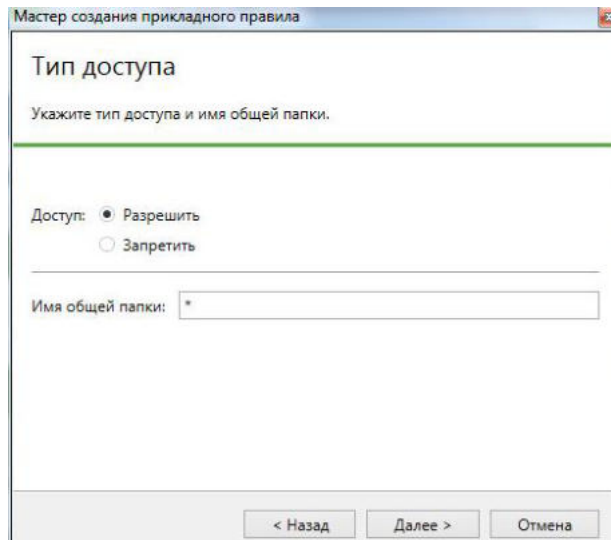 Мастер создания прикладного правила
Тип доступа
Укажите тип доступа и имя общей папки.
Доступ: Разрешить
Запретить
Имя общей папки: *
< Назад Далее > Отмена